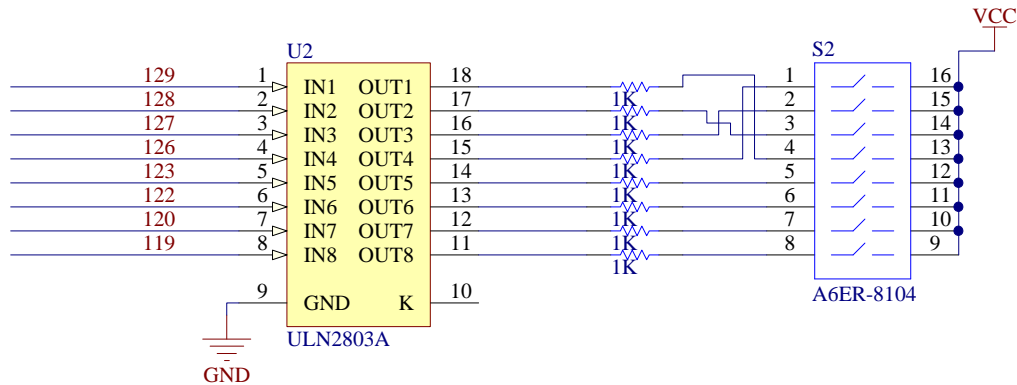 VCC
U2
S2
129 1 IN1 OUT1 18 1K 1 16
128 2 IN2 OUT2 17 1K 2 15
127 3 IN3 OUT3 16 1K 3 14
126 4 IN4 OUT4 15 1K 4 13
123 5 IN5 OUT5 14 1K 5 12
122 6 IN6 OUT6 13 1K 6 11
120 7 IN7 OUT7 12 1K 7 10
119 8 IN8 OUT8 11 1K 8 9
9 GND K 10
A6ER-8104
ULN2803A
GND